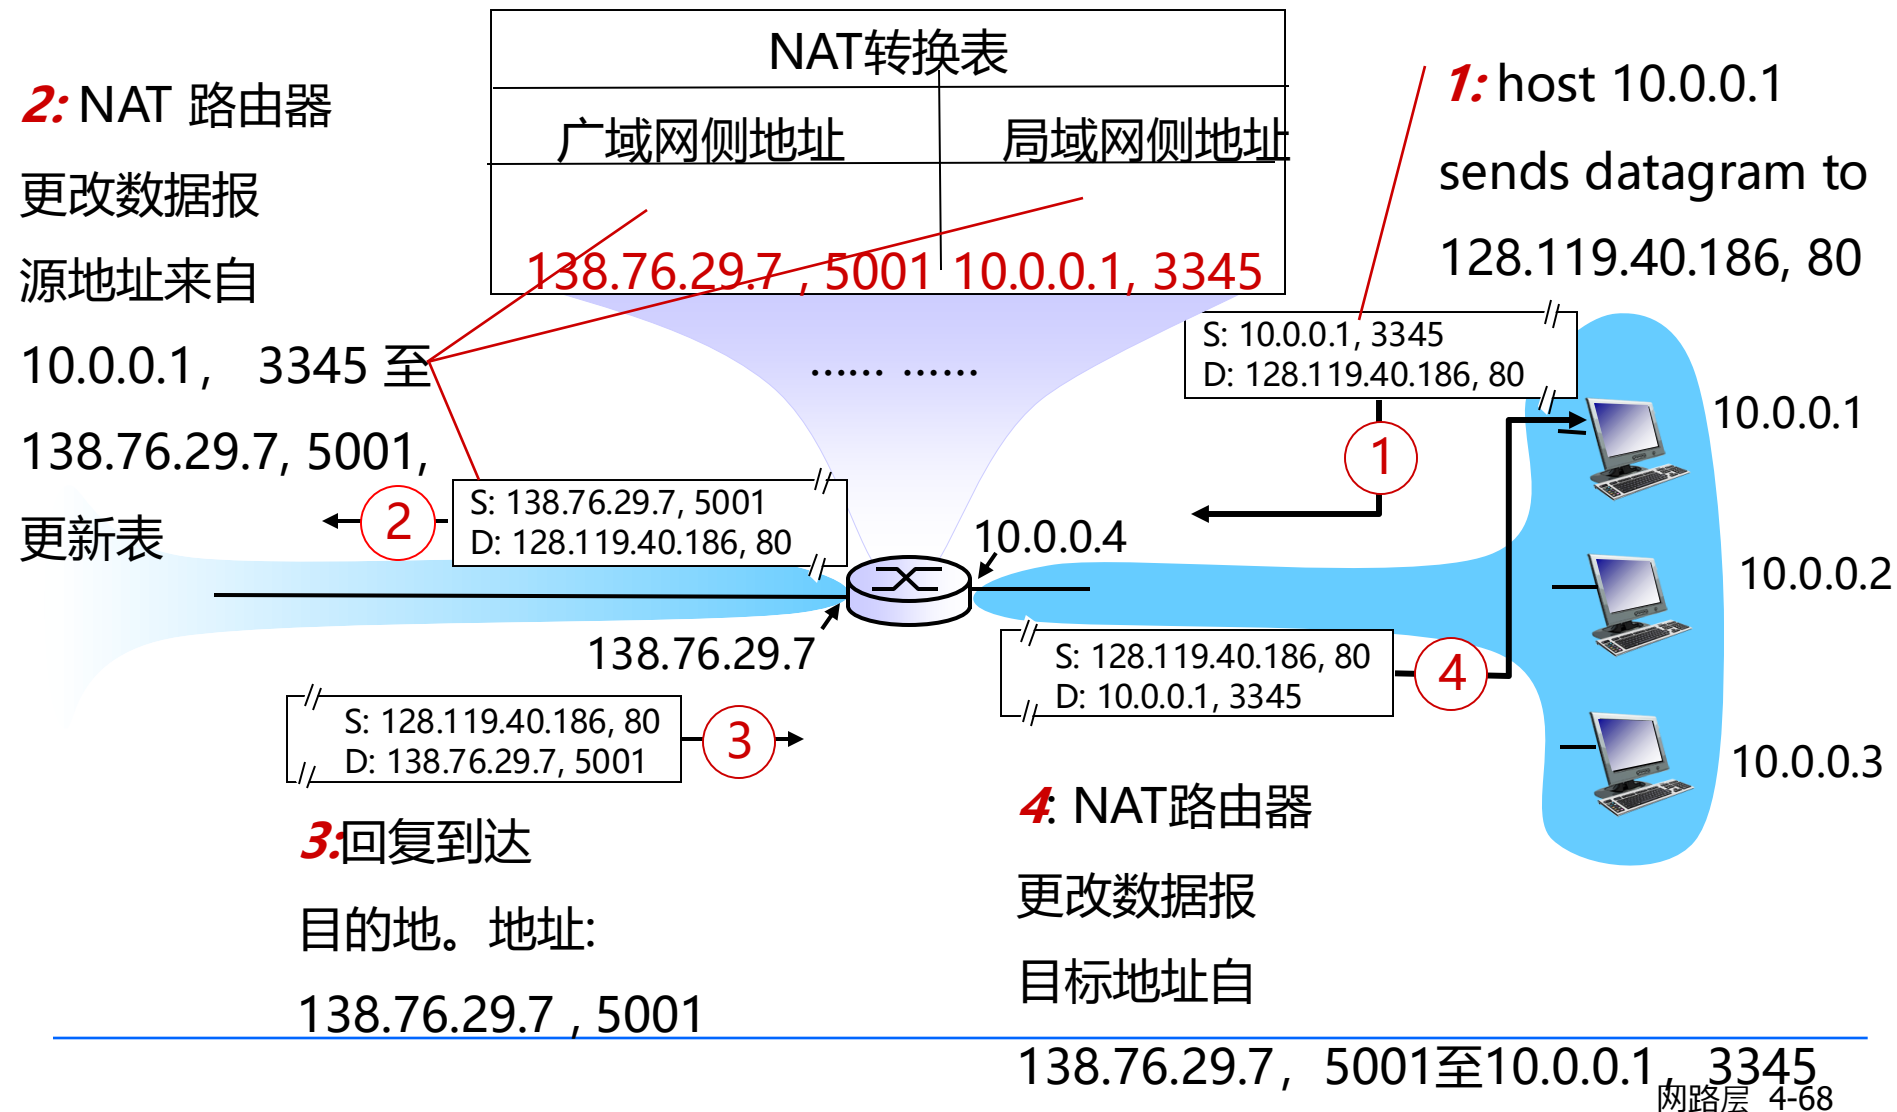 NAT转换表
广域网侧地址 局域网侧地址
138.76.29.7 , 5001 10.0.0.1, 3345
...... ......
2: NAT 路由器
更改数据报
源地址来自
10.0.0.1, 3345 至
138.76.29.7, 5001,
更新表
1: host 10.0.0.1
sends datagram to
128.119.40.186, 80
S: 10.0.0.1, 3345
D: 128.119.40.186, 80
1
10.0.0.1
S: 138.76.29.7, 5001
D: 128.119.40.186, 80
2
10.0.0.4
10.0.0.2
138.76.29.7
S: 128.119.40.186, 80
D: 10.0.0.1, 3345
4
S: 128.119.40.186, 80
D: 138.76.29.7, 5001
3
10.0.0.3
3:回复到达
目的地。地址:
138.76.29.7 , 5001
4: NAT路由器
更改数据报
目标地址自
138.76.29.7, 5001至10.0.0.1, 3345
网路层 4-68